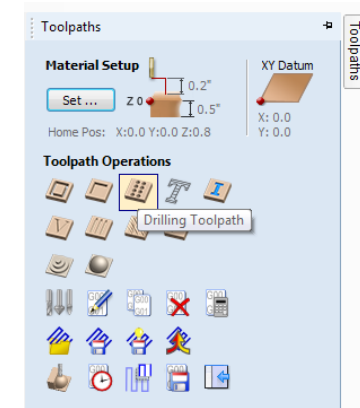 Toolpaths
Toolpaths
Material Setup
XY Datum
0.2"
Set ...
Z 0
0.5"
X: 0.0
Home Pos: X:0.0 Y:0.0 Z:0.8
Y: 0.0
Toolpath Operations
Drilling Toolpath